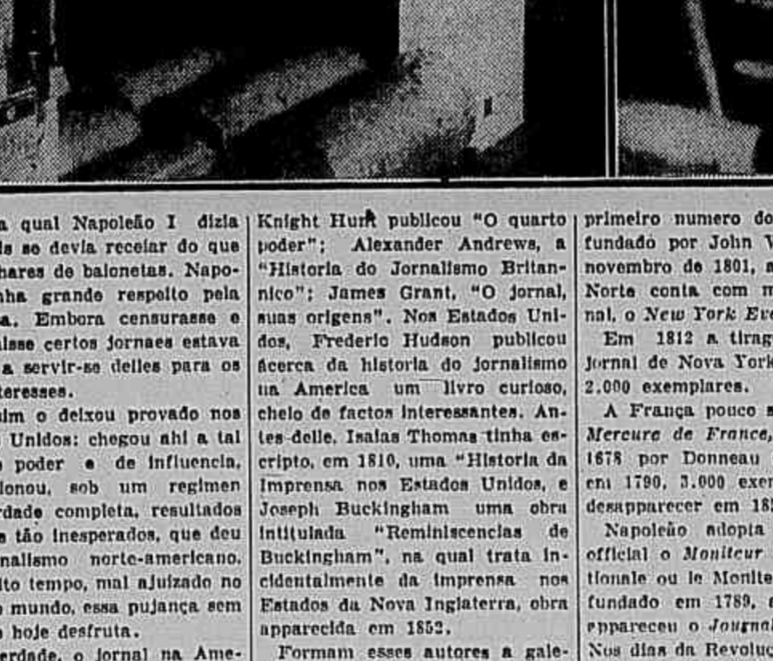 a qual Napoleão I dizia
is se devia receiar do que
hares de baionetas. Napo-
nha grande respeito pela
a. Embora censurasse e
isse certos jornaes estava
a servir-se delles para os
teresses.
im o deixou provado nos
Unidos: chegou ahi a tal
poder e de influencia,
ionou, sob um regimen
rdade completa, resultados
s tão inesperados, que deu
nalismo norte-americano,
ito tempo, mal ajuizado no
mundo, essa pujança sem
hoje desfruta.
erdade, o jornal na Ame-
Knight Hunt publicou "O quarto
poder"; Alexander Andrews, a
"Historia do Jornalismo Britan-
nico"; James Grant, "O jornal,
suas origens". Nos Estados Uni-
dos, Frederic Hudson publicou
ácerca da historia do jornalismo
na America um livro curioso,
cheio de factos interessantes. An-
tes delle, Isaias Thomas tinha es-
cripto, em 1810, uma "Historia da
Imprensa nos Estados Unidos, e
Joseph Buckingham uma obra
intitulada "Reminiscencias de
Buckingham", na qual trata in-
cidentalmente da imprensa nos
Estados da Nova Inglaterra, obra
apparecida em 1852.
Formam esses autores a gale-
primeiro numero do
fundado por John
novembro de 1801, a
Norte conta com m
nal, o New York Eve
Em 1812 a tirag
jornal de Nova York
2.000 exemplares.
A França pouco
Mercure de France,
1678 por Donneau
em 1790, 3.000 exem
desapparecer em 18
Napoleão adopta
official o Moniteur
tionale ou le Monite
fundado em 1789,
appareceu o Journal
Nos dias da Revoluç